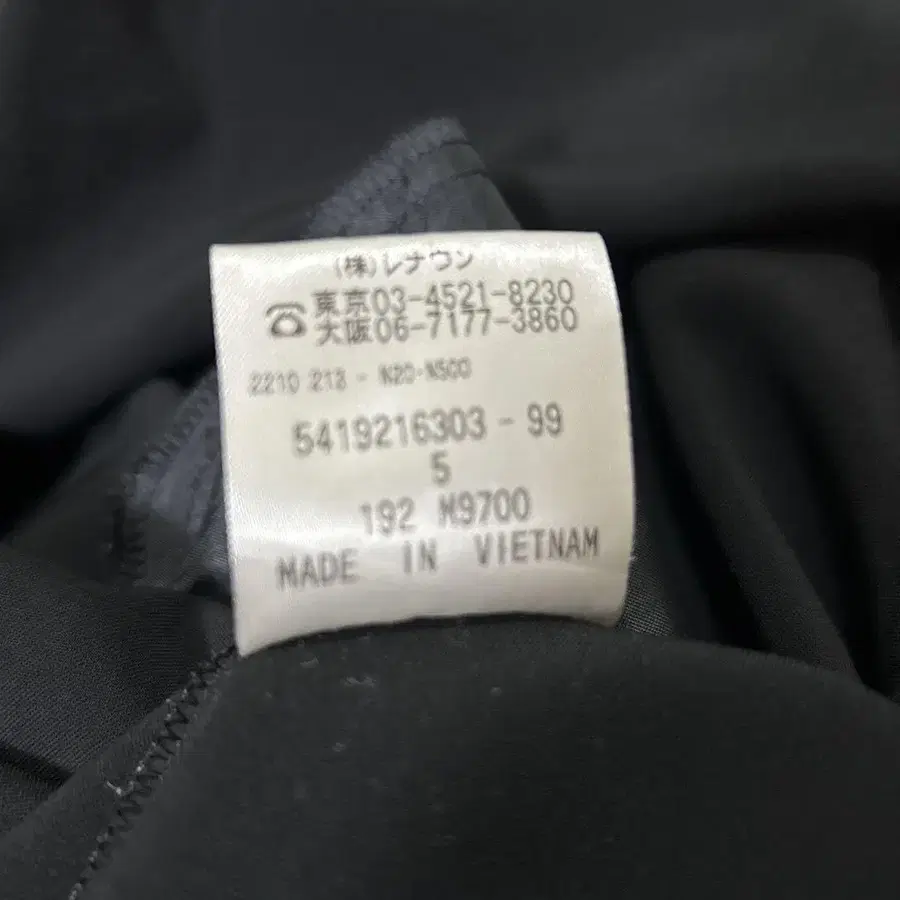 (株)レナウン
☎東京03-4521-8230
大阪06-7177-3860
2210 213 - N20-N500
5419216303 - 99
5
192 M9700
MADE IN VIETNAM